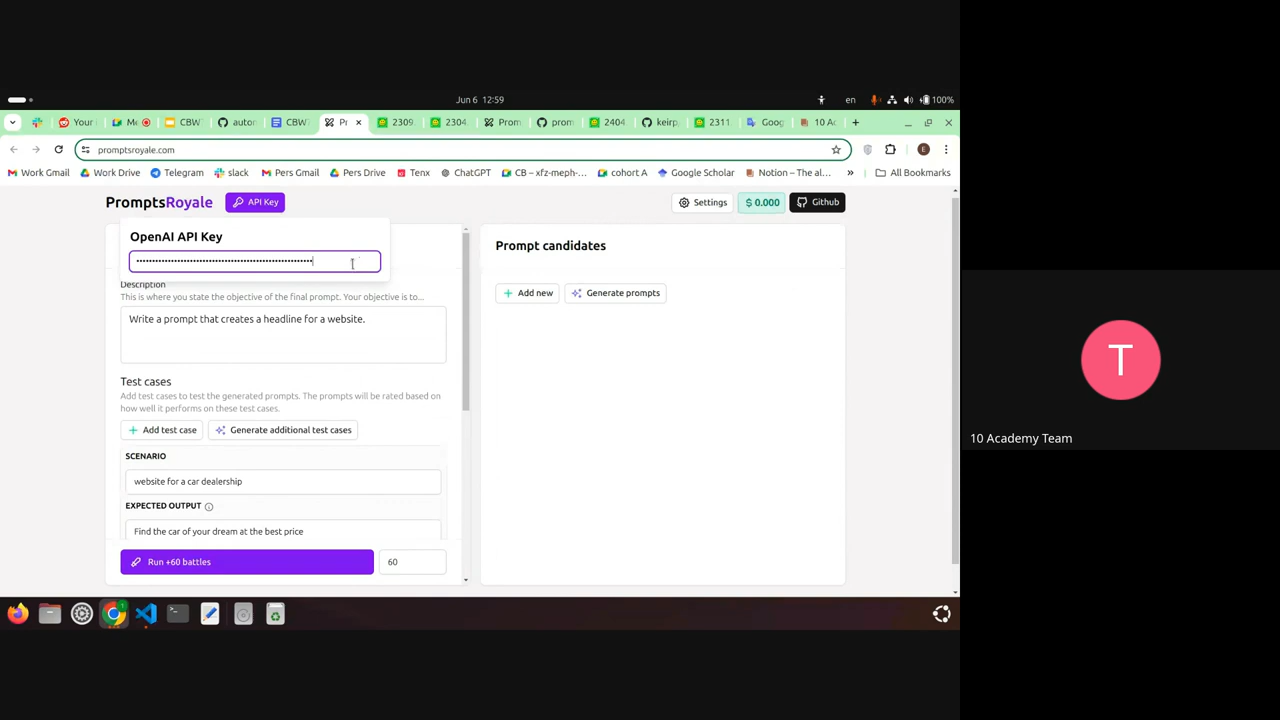 Jun 6 12:59
en
100%
Your
Me
CBW
auton
CBW
Pr
2309.
2304.
Prom
prom
2404.
keirp,
2311
Goog
10 Ac
promptsroyale.com
E
Work Gmail
Work Drive
Telegram
slack
Pers Gmail
Pers Drive
Tenx
ChatGPT
CB – xfz-meph-...
cohort A
Google Scholar
Notion – The al...
All Bookmarks
PromptsRoyale
API Key
Settings
$ 0.000
Github
OpenAI API Key
Description
This is where you state the objective of the final prompt. Your objective is to...
Write a prompt that creates a headline for a website.
Test cases
Add test cases to test the generated prompts. The prompts will be rated based on
how well it performs on these test cases.
Add test case
Generate additional test cases
SCENARIO
website for a car dealership
EXPECTED OUTPUT
Find the car of your dream at the best price
Run +60 battles
60
Prompt candidates
Add new
Generate prompts
T
10 Academy Team